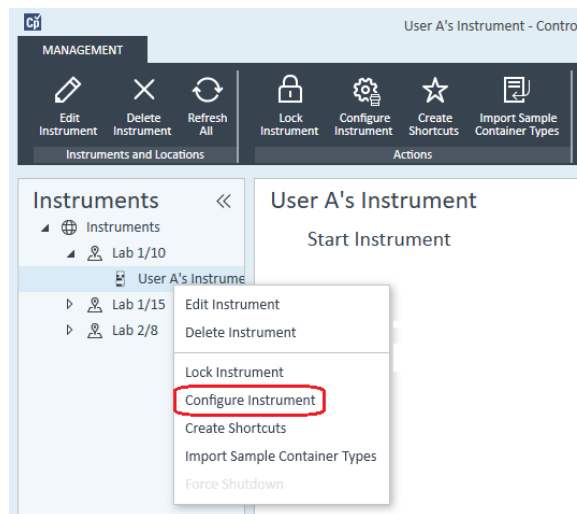 Cp
User A's Instrument - Contro
MANAGEMENT
Edit Instrument
Delete Instrument
Refresh All
Lock Instrument
Configure Instrument
Create Shortcuts
Import Sample Container Types
Instruments and Locations
Actions
Instruments
Instruments
Lab 1/10
User A's Instrume
Lab 1/15
Lab 2/8
User A's Instrument
Start Instrument
Edit Instrument
Delete Instrument
Lock Instrument
Configure Instrument
Create Shortcuts
Import Sample Container Types
Force Shutdown